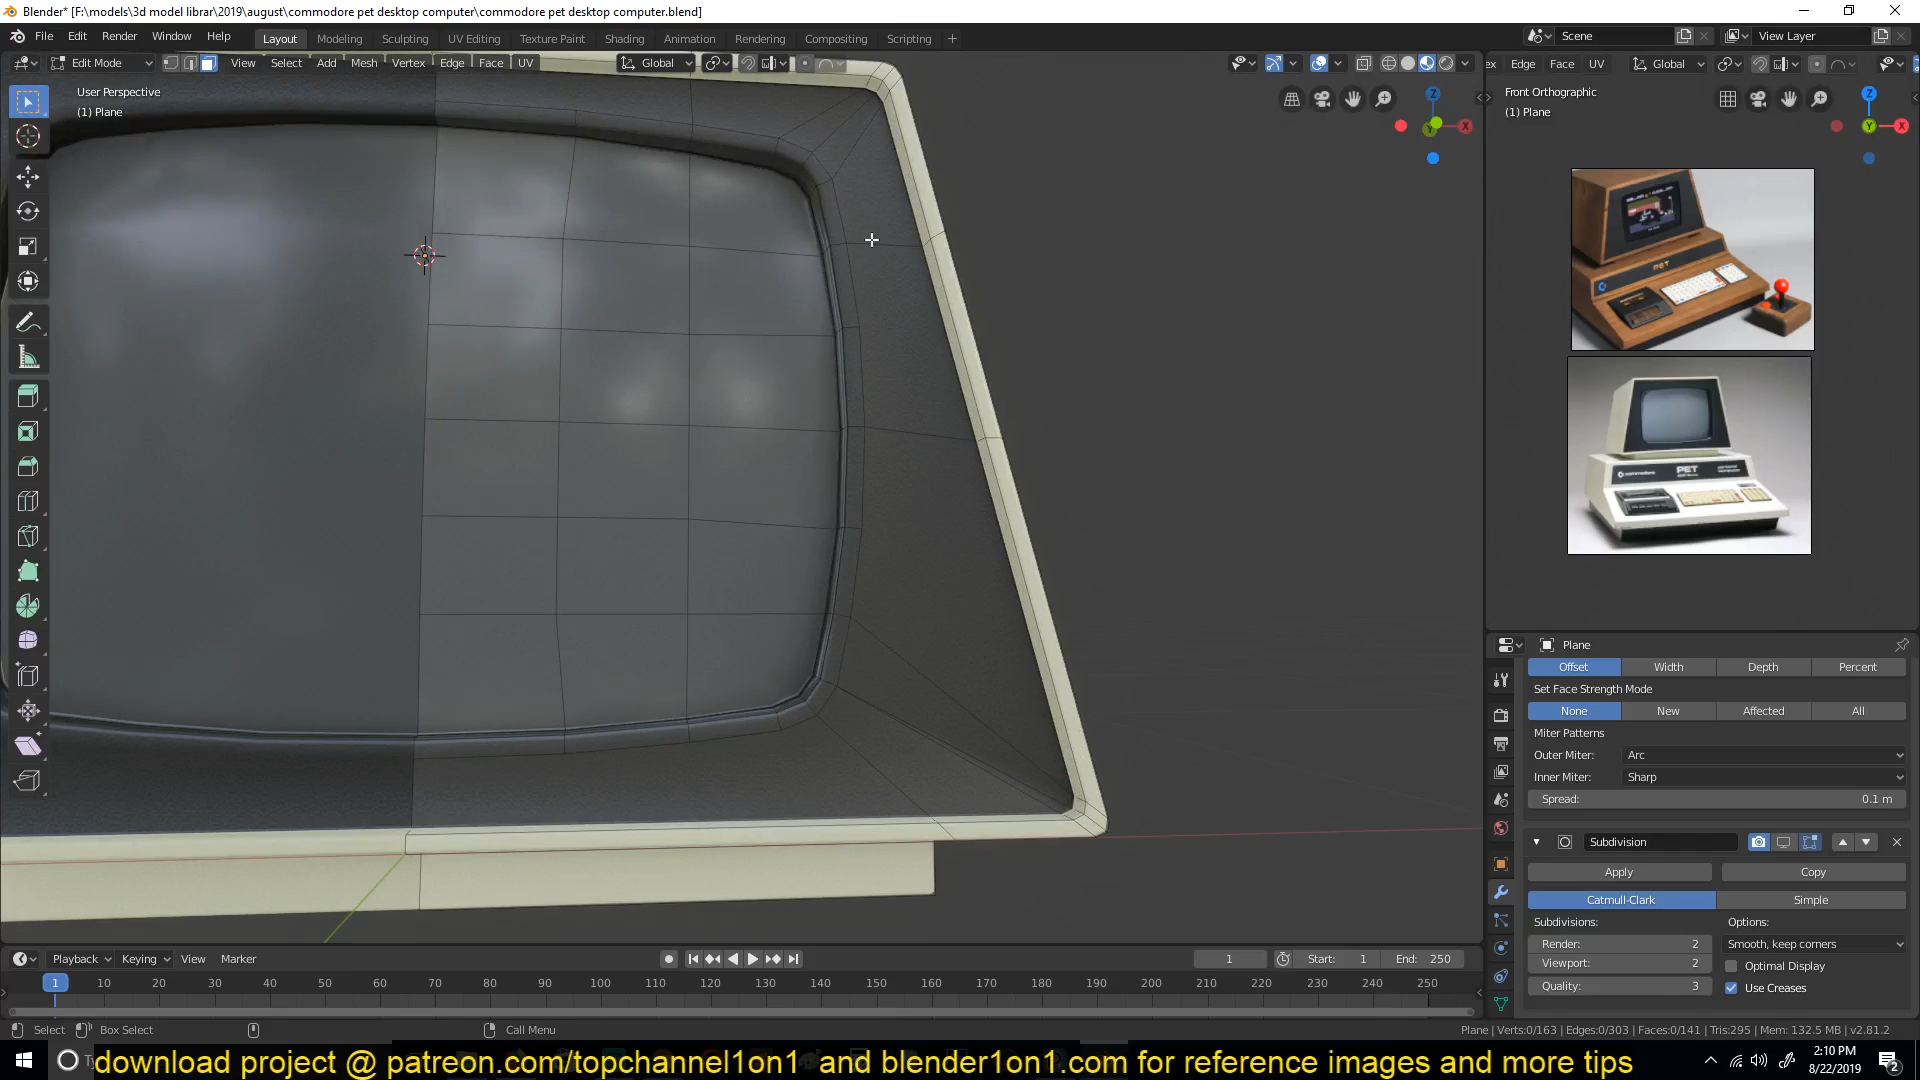 Blender* [F:\models\3d model librar\2019\august\commodore pet desktop computer\commodore pet desktop computer.blend]
File Edit Render Window Help Layout Modeling Sculpting UV Editing Texture Paint Shading Animation Rendering Compositing Scripting Scene View Layer
Edit Mode View Select Add Mesh Vertex Edge Face UV Global Edge Face UV Global
User Perspective
(1) Plane
Z
X
Y
Front Orthographic
(1) Plane
Z
Y
X
PET
commodore PET
Plane
Offset Width Depth Percent
Set Face Strength Mode
None New Affected All
Miter Patterns
Outer Miter: Arc
Inner Miter: Sharp
Spread: 0.1 m
Subdivision
Apply Copy
Catmull-Clark Simple
Subdivisions: Options:
Render: 2 Smooth, keep corners
Viewport: 2 Optimal Display
Quality: 3 Use Creases
Playback Keying View Marker 1 Start: 1 End: 250
1 10 20 30 40 50 60 70 80 90 100 110 120 130 140 150 160 170 180 190 200 210 220 230 240 250
Select Box Select Call Menu Plane | Verts:0/163 | Edges:0/303 | Faces:0/141 | Tris:295 | Mem: 132.5 MB | v2.81.2
download project @ patreon.com/topchannel1on1 and blender1on1.com for reference images and more tips
2:10 PM
8/22/2019
2